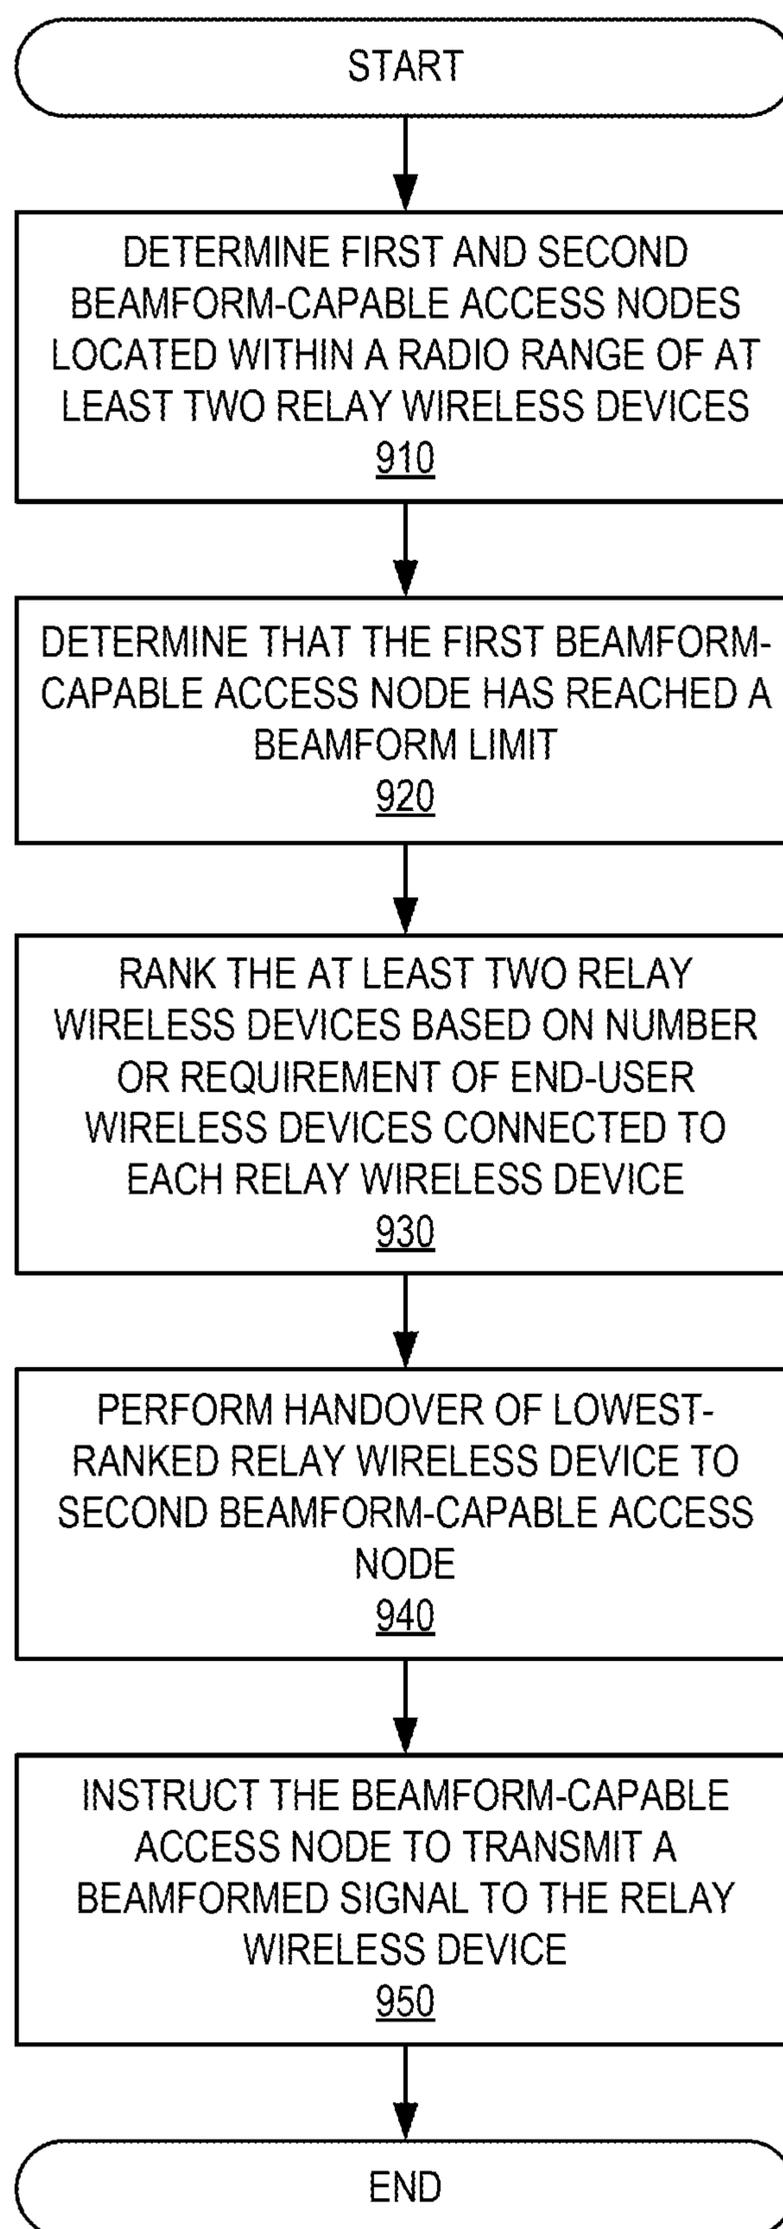 START
DETERMINE FIRST AND SECOND
BEAMFORM-CAPABLE ACCESS NODES
LOCATED WITHIN A RADIO RANGE OF AT
LEAST TWO RELAY WIRELESS DEVICES
910
DETERMINE THAT THE FIRST BEAMFORM-
CAPABLE ACCESS NODE HAS REACHED A
BEAMFORM LIMIT
920
RANK THE AT LEAST TWO RELAY
WIRELESS DEVICES BASED ON NUMBER
OR REQUIREMENT OF END-USER
WIRELESS DEVICES CONNECTED TO
EACH RELAY WIRELESS DEVICE
930
PERFORM HANDOVER OF LOWEST-
RANKED RELAY WIRELESS DEVICE TO
SECOND BEAMFORM-CAPABLE ACCESS
NODE
940
INSTRUCT THE BEAMFORM-CAPABLE
ACCESS NODE TO TRANSMIT A
BEAMFORMED SIGNAL TO THE RELAY
WIRELESS DEVICE
950
END